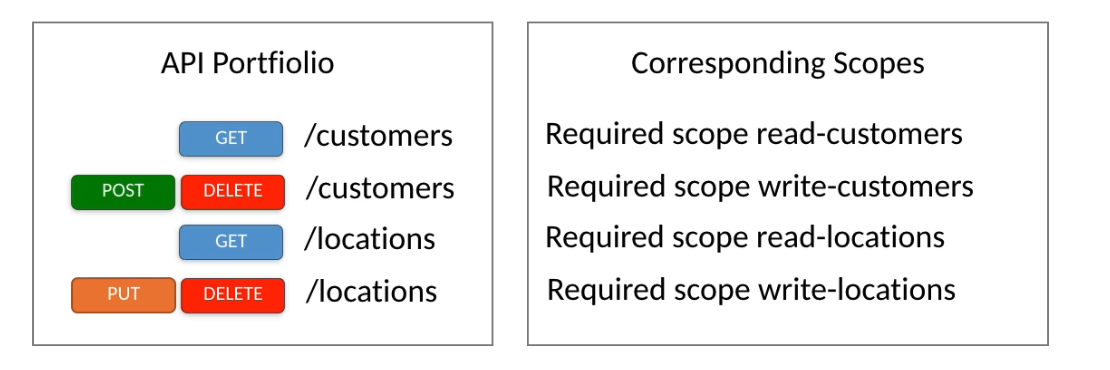 API Portfiolio
GET /customers
POST DELETE /customers
GET /locations
PUT DELETE /locations
Corresponding Scopes
Required scope read-customers
Required scope write-customers
Required scope read-locations
Required scope write-locations